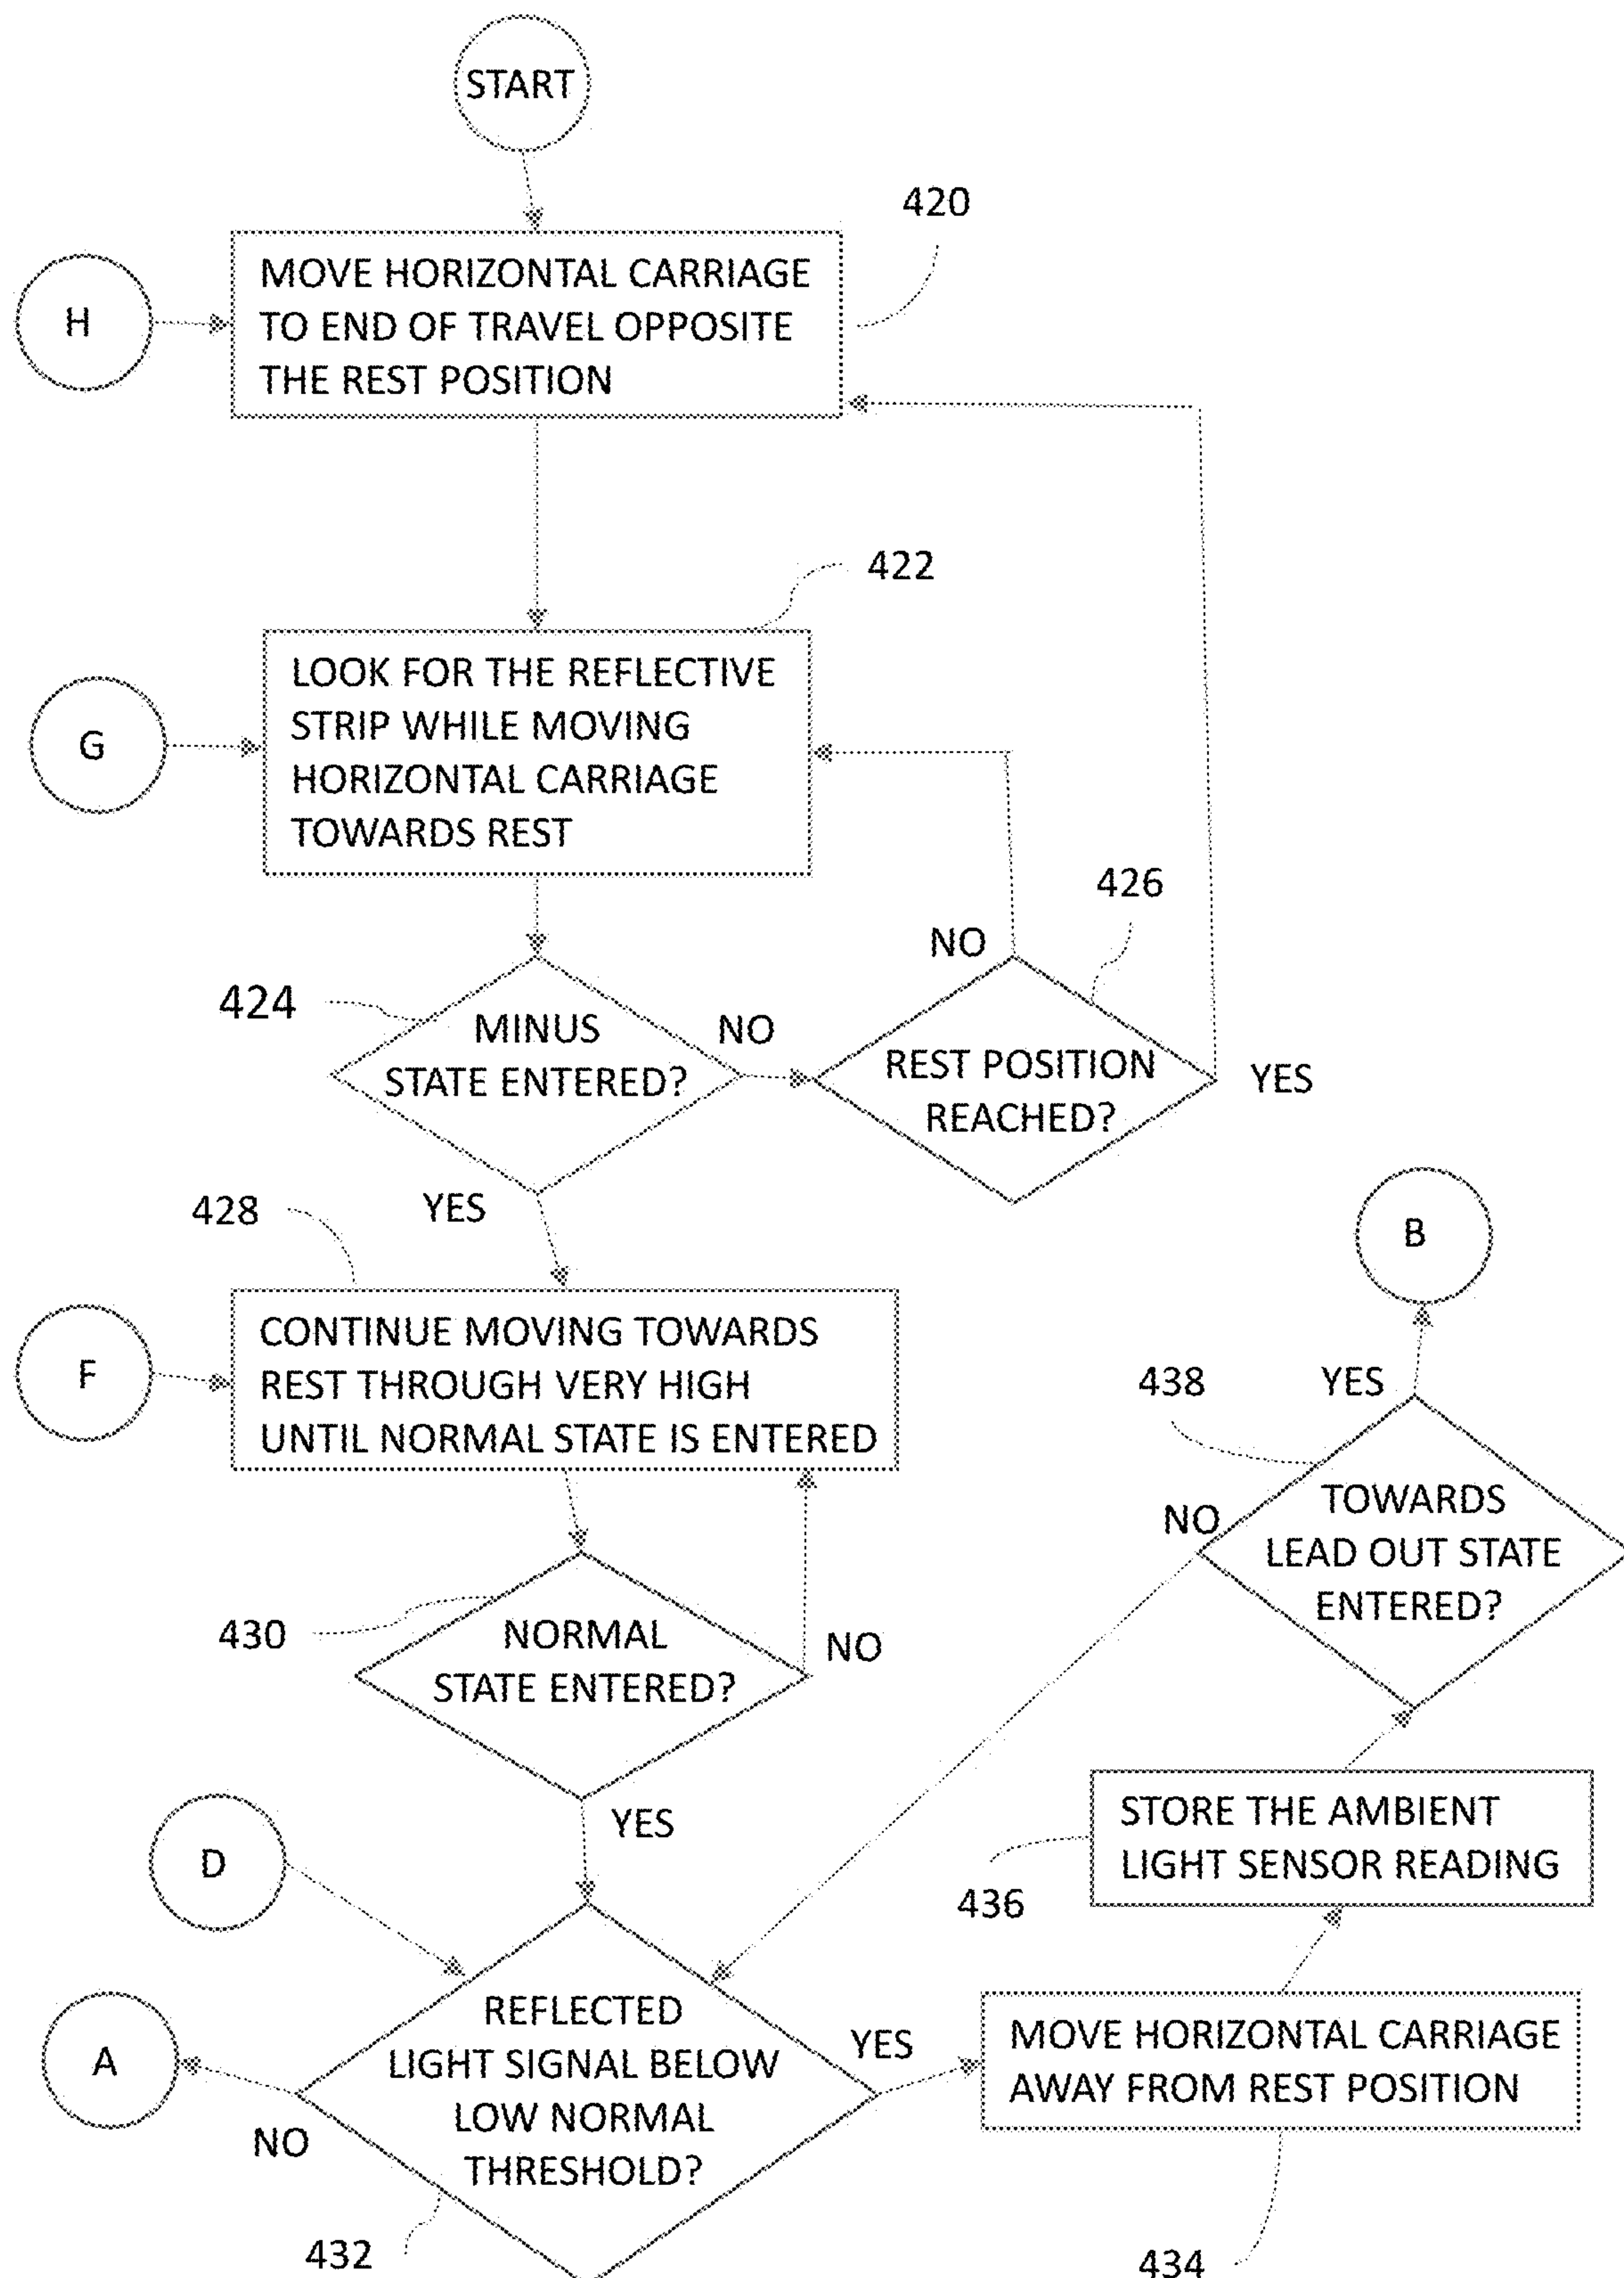 START
420
MOVE HORIZONTAL CARRIAGE
TO END OF TRAVEL OPPOSITE
THE REST POSITION
H
422
LOOK FOR THE REFLECTIVE
STRIP WHILE MOVING
HORIZONTAL CARRIAGE
TOWARDS REST
G
426
NO
424
MINUS
STATE ENTERED?
NO
REST POSITION
REACHED?
YES
YES
428
B
CONTINUE MOVING TOWARDS
REST THROUGH VERY HIGH
UNTIL NORMAL STATE IS ENTERED
F
438
YES
TOWARDS
LEAD OUT STATE
ENTERED?
NO
430
NORMAL
STATE ENTERED?
NO
YES
D
STORE THE AMBIENT
LIGHT SENSOR READING
436
REFLECTED
LIGHT SIGNAL BELOW
LOW NORMAL
THRESHOLD?
YES
MOVE HORIZONTAL CARRIAGE
AWAY FROM REST POSITION
A
NO
432
434